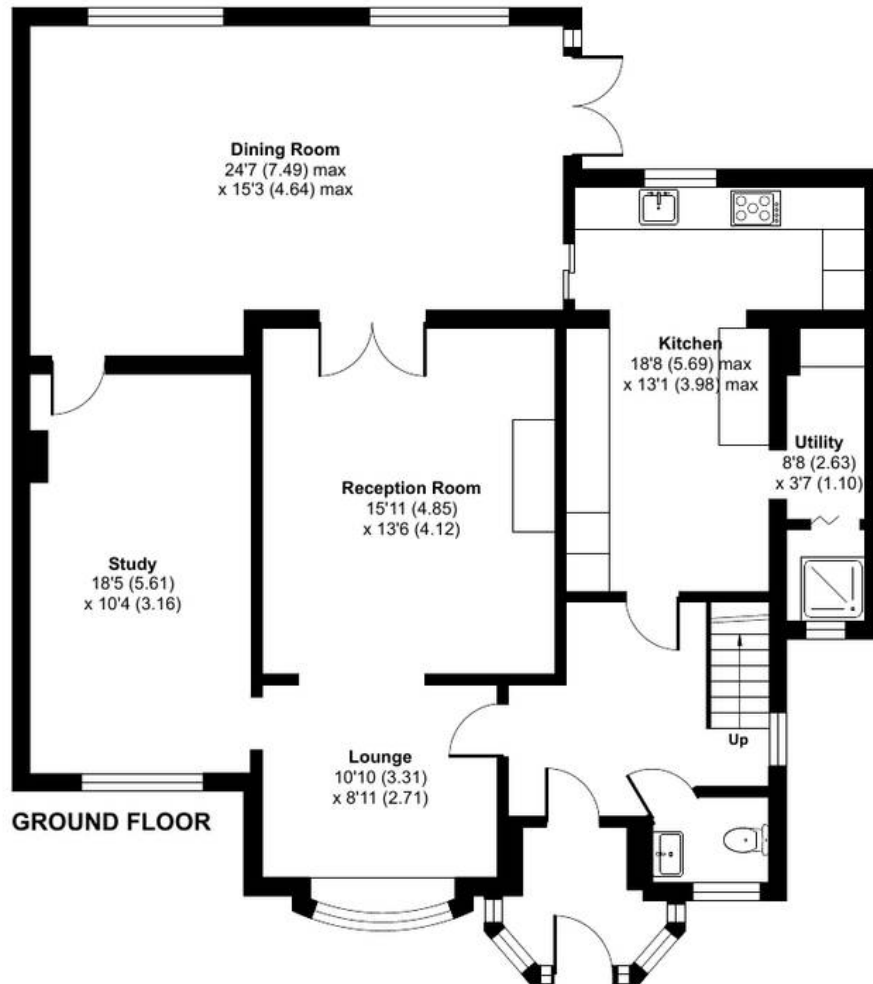 Dining Room
24'7 (7.49) max
x 15'3 (4.64) max
Kitchen
18'8 (5.69) max
x 13'1 (3.98) max
Utility
8'8 (2.63)
x 3'7 (1.10)
Reception Room
15'11 (4.85)
x 13'6 (4.12)
Study
18'5 (5.61)
x 10'4 (3.16)
Up
Lounge
10'10 (3.31)
x 8'11 (2.71)
GROUND FLOOR